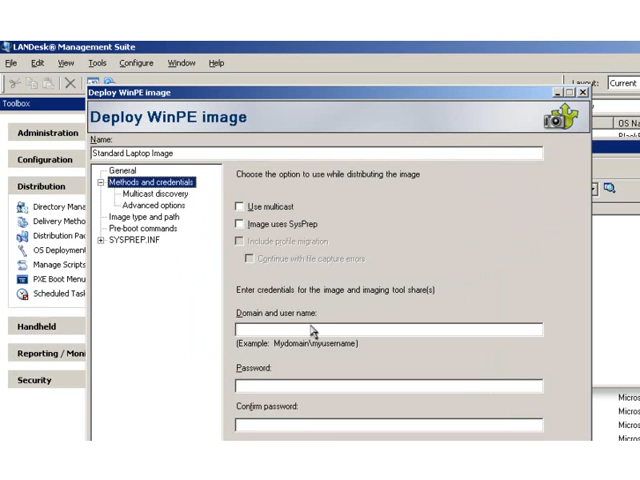 LANDesk® Management Suite
File Edit View Tools Configure Window Help
Layout: Current
Toolbox
Deploy WinPE image
Deploy WinPE image
Name:
Standard Laptop Image
OS Na
Administration
Configuration
Distribution
Directory Mana
Delivery Metho
Distribution Pac
OS Deploymen
Manage Scripts
PXE Boot Menu
Scheduled Task
Handheld
Reporting / Moni
Security
General
Methods and credentials
Multicast discovery
Advanced options
Image type and path
Pre-boot commands
SYSPREP.INF
Choose the option to use while distributing the image
Use multicast
Image uses SysPrep
Include profile migration
Continue with file capture errors
Enter credentials for the image and imaging tool share(s)
Domain and user name:
(Example: Mydomain\myusername)
Password:
Confirm password:
Micros
Micros
Micros
Micros